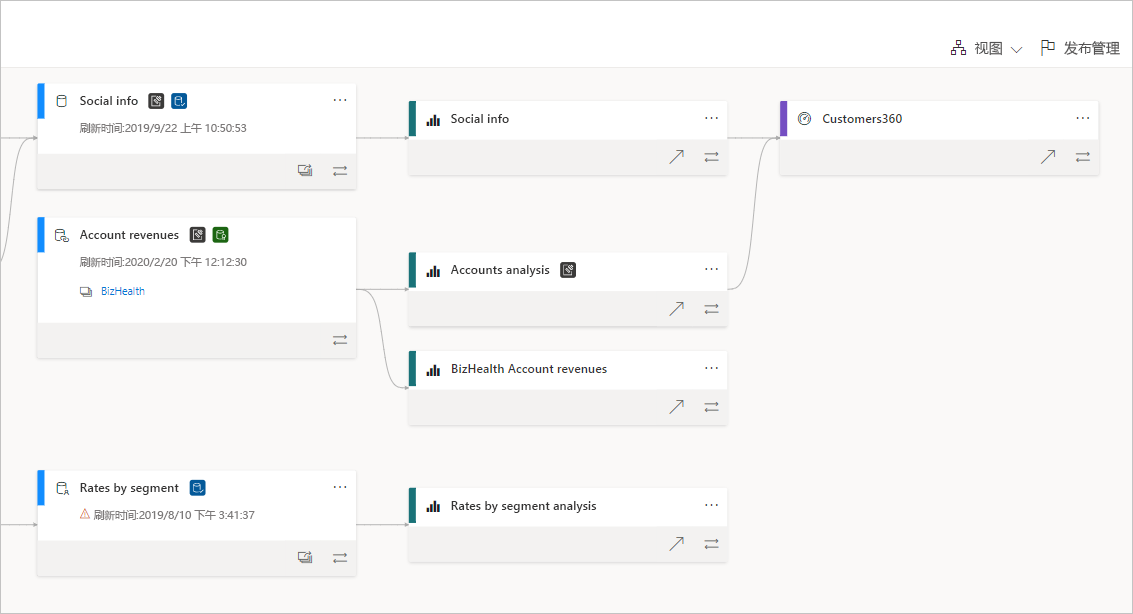 视图
发布管理
Social info
刷新时间:2019/9/22 上午 10:50:53
Social info
Customers360
Account revenues
刷新时间:2020/2/20 下午 12:12:30
BizHealth
Accounts analysis
BizHealth Account revenues
Rates by segment
刷新时间:2019/8/10 下午 3:41:37
Rates by segment analysis